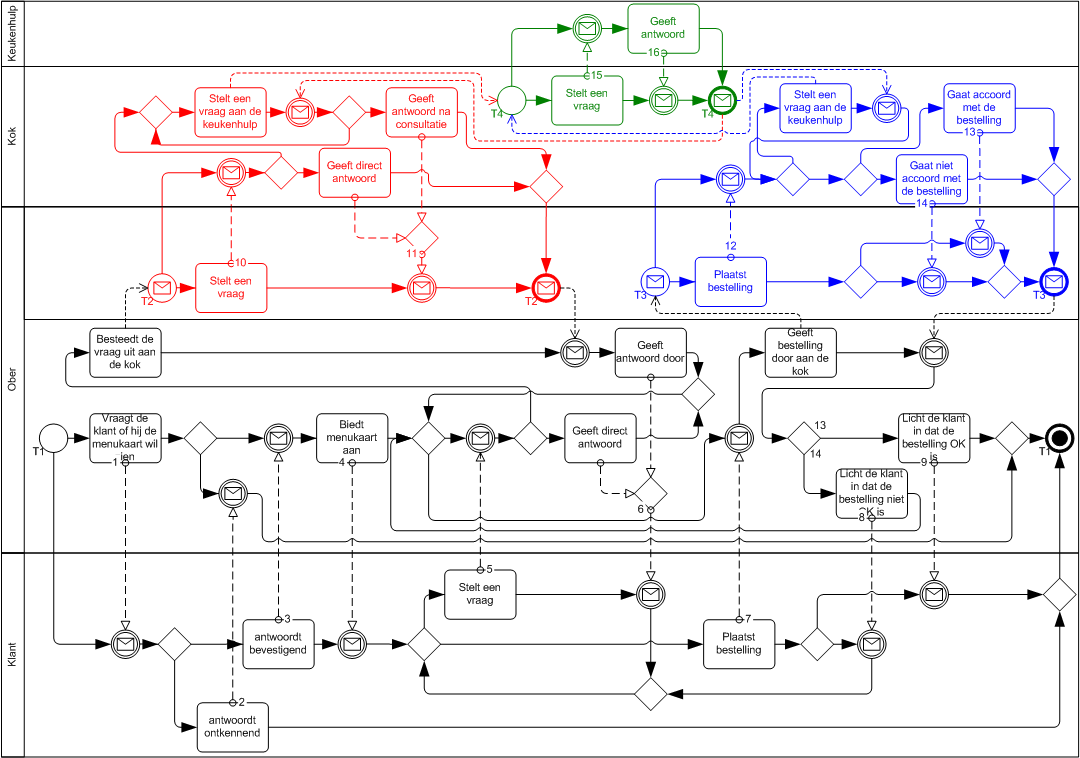 Keukenhulp
Geeft
antwoord
16
15
Stelt een
vraag
T4
T4
Kok
Stelt een
vraag aan de
keukenhulp
Geeft
antwoord na
consultatie
Geeft direct
antwoord
Stelt een
vraag aan de
keukenhulp
Gaat accoord
met de
bestelling
13
Gaat niet
accoord met
de bestelling
14
10
Stelt een
vraag
T2
11
T2
12
Plaatst
bestelling
T3
T3
Ober
Besteedt de
vraag uit aan
de kok
Geeft
antwoord door
Geeft
bestelling
door aan de
kok
T1
Vraagt de
klant of hij de
menukaart wil
ien
1
Biedt
menukaart
aan
4
Geeft direct
antwoord
6
13
14
Licht de klant
in dat de
bestelling OK
is
9
Licht de klant
in dat de
bestelling niet
OK is
8
T1
Klant
5
Stelt een
vraag
3
antwoordt
bevestigend
7
Plaatst
bestelling
2
antwoordt
ontkennend